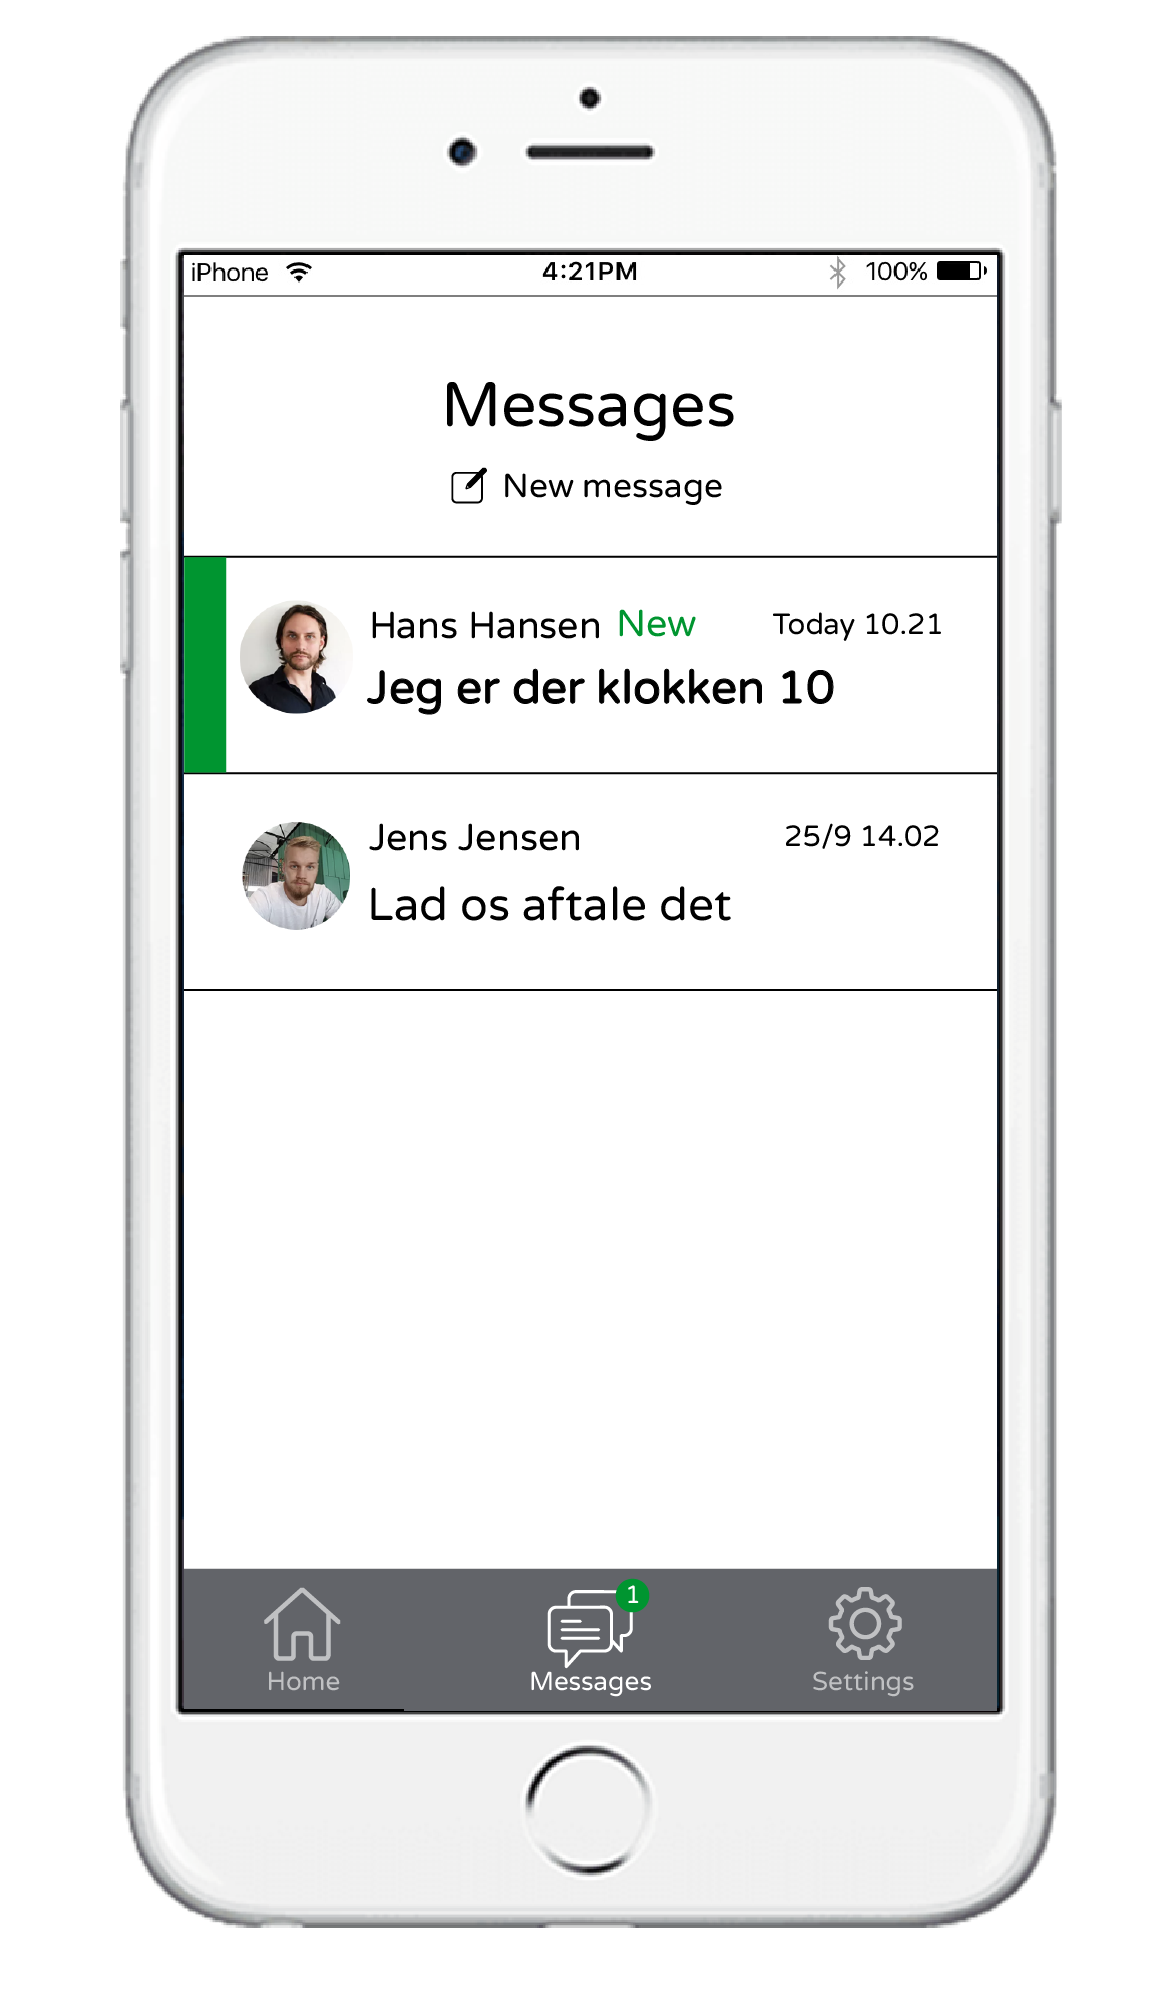 iPhone 4:21PM 100%
Messages
New message
Hans Hansen New Today 10.21
Jeg er der klokken 10
Jens Jensen 25/9 14.02
Lad os aftale det
1
Home Messages Settings